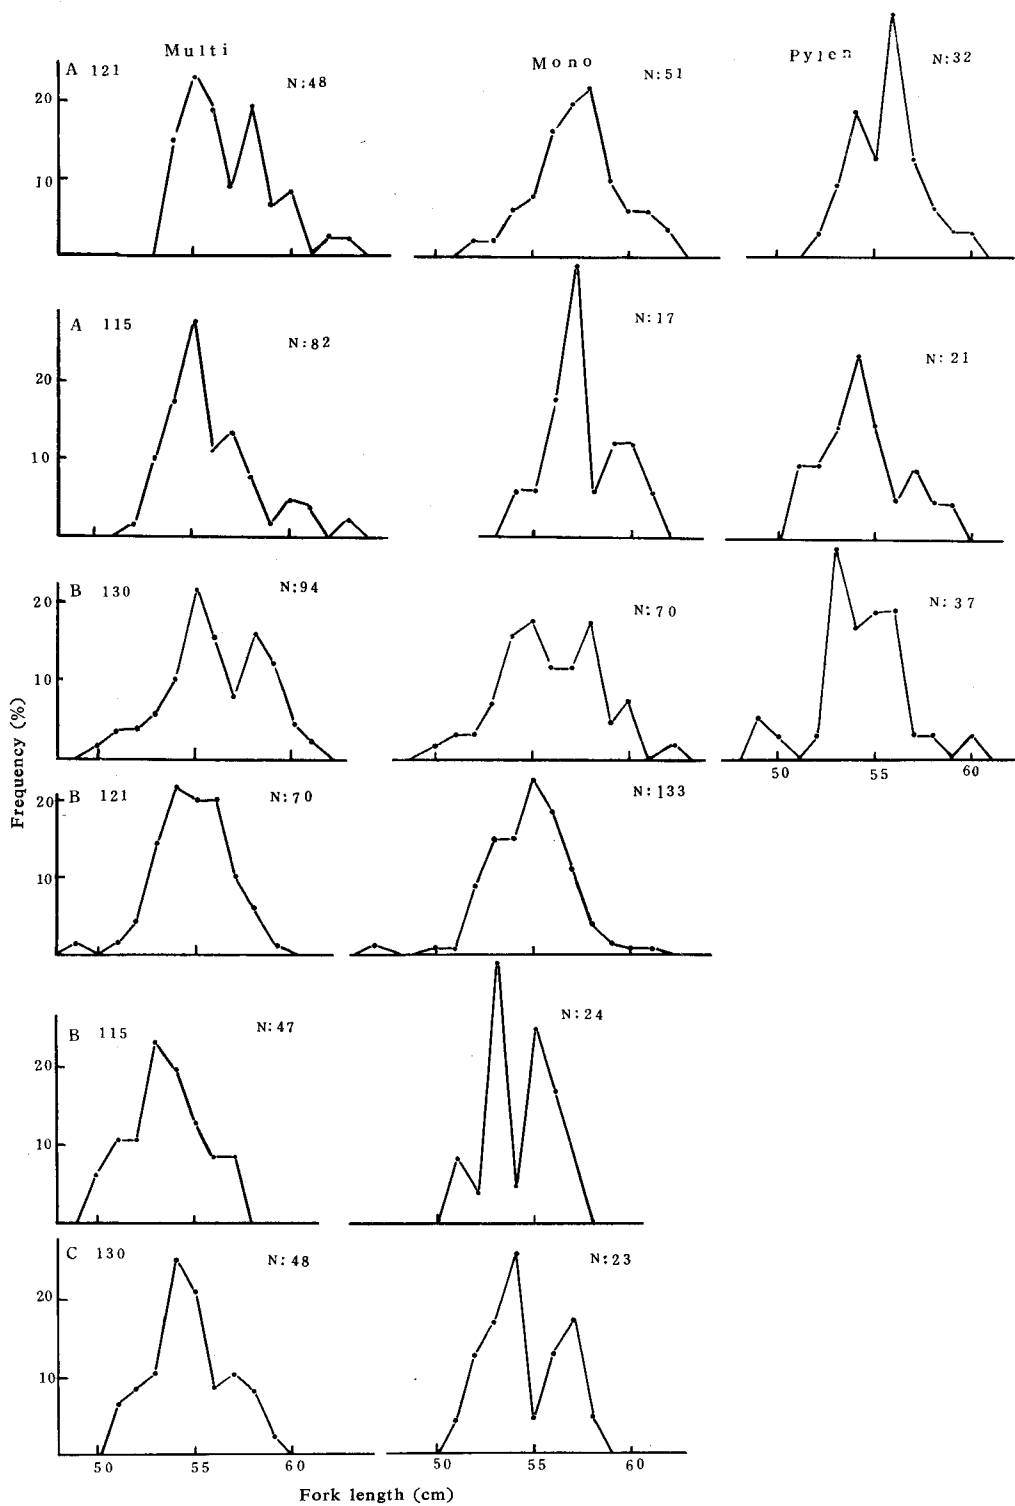 Multi Mono Pylen
A 121 N:48 N:51 N:32
20
10
A 115 N:82 N:17 N:21
20
10
B 130 N:94 N:70 N:37
20
10
50 55 60
B 121 N:70 N:133
20
10
B 115 N:47 N:24
20
10
C 130 N:48 N:23
20
10
50 55 60 50 55 60
Frequency (%)
Fork length (cm)